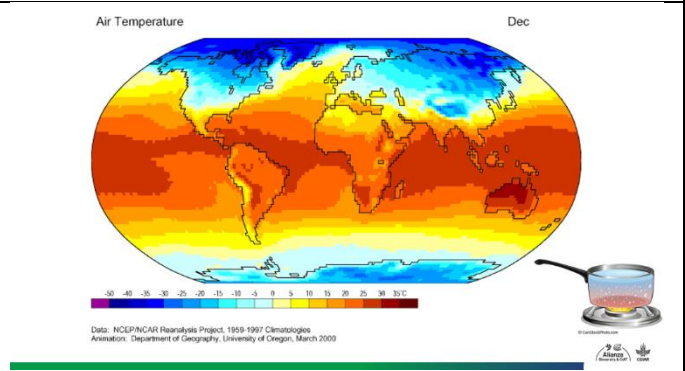 Air Temperature
Dec
-50 -40 -35 -30 -25 -20 -15 -10 -5 0 5 10 15 20 25 30 35°C
Data: NCEP/NCAR Reanalysis Project, 1959-1997 Climatologies
Animation: Department of Geography, University of Oregon, March 2000
© CanStockPhoto.com
Alianza
CGIAR